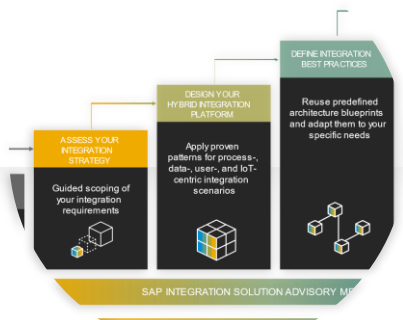 ASSESS YOUR
INTEGRATION
STRATEGY
Guided scoping of
your integration
requirements
DESIGN YOUR
HYBRID INTEGRATION
PLATFORM
Apply proven
patterns for process-,
data-, user-, and IoT-
centric integration
scenarios
DEFINE INTEGRATION
BEST PRACTICES
Reuse predefined
architecture blueprints
and adapt them to your
specific needs
SAP INTEGRATION SOLUTION ADVISORY